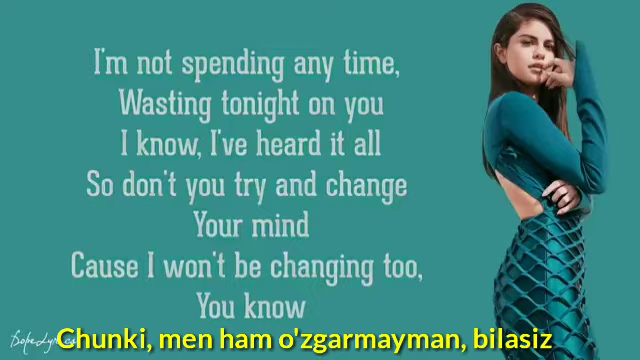 I'm not spending any time,
Wasting tonight on you
I know, I've heard it all
So don't you try and change
Your mind
Cause I won't be changing too,
You know
Chunki, men ham o'zgarmayman, bilasiz